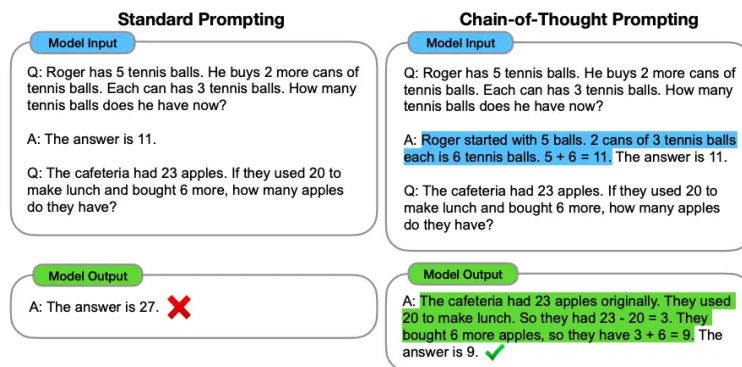 Standard Prompting
Model Input
Q: Roger has 5 tennis balls. He buys 2 more cans of
tennis balls. Each can has 3 tennis balls. How many
tennis balls does he have now?
A: The answer is 11.
Q: The cafeteria had 23 apples. If they used 20 to
make lunch and bought 6 more, how many apples
do they have?
Model Output
A: The answer is 27.
Chain-of-Thought Prompting
Model Input
Q: Roger has 5 tennis balls. He buys 2 more cans of
tennis balls. Each can has 3 tennis balls. How many
tennis balls does he have now?
A: Roger started with 5 balls. 2 cans of 3 tennis balls
each is 6 tennis balls. 5 + 6 = 11. The answer is 11.
Q: The cafeteria had 23 apples. If they used 20 to
make lunch and bought 6 more, how many apples
do they have?
Model Output
A: The cafeteria had 23 apples originally. They used
20 to make lunch. So they had 23 - 20 = 3. They
bought 6 more apples, so they have 3 + 6 = 9. The
answer is 9.